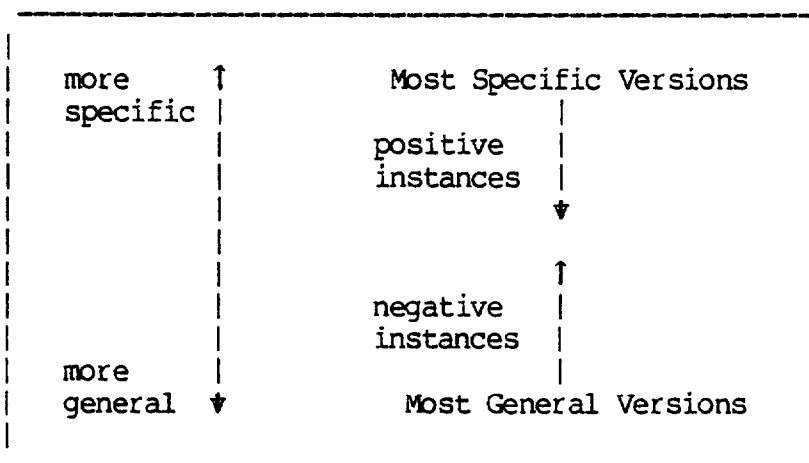 more Most Specific Versions
specific
positive
instances
negative
instances
more
general Most General Versions